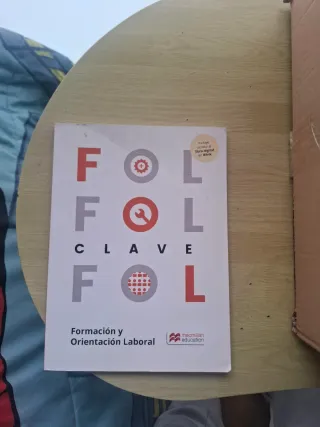 FOL
FOL
CLAVE
FOL
Formación y
Orientación Laboral
macmillan
education